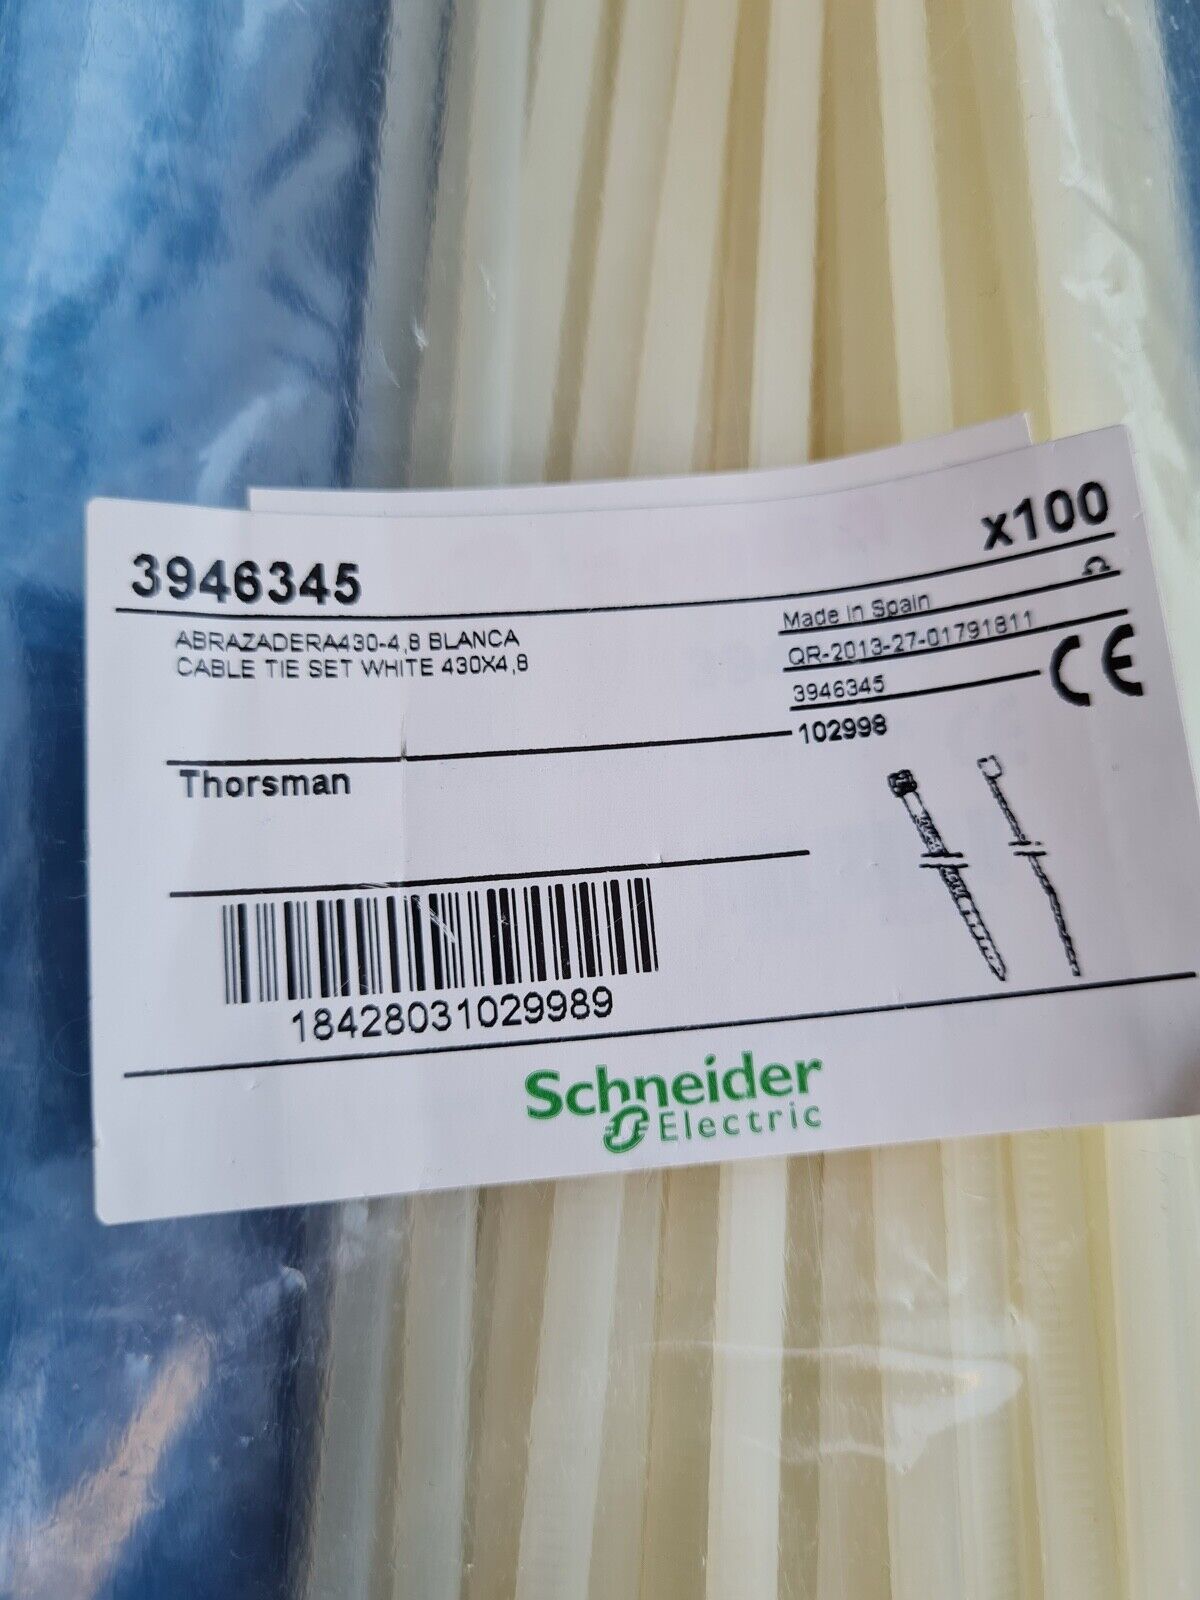 3946345
x100
ABRAZADERA430-4,8 BLANCA
CABLE TIE SET WHITE 430X4,8
Made in Spain
QR-2013-27-01791811
3946345
CE
102998
Thorsman
18428031029989
Schneider
Electric